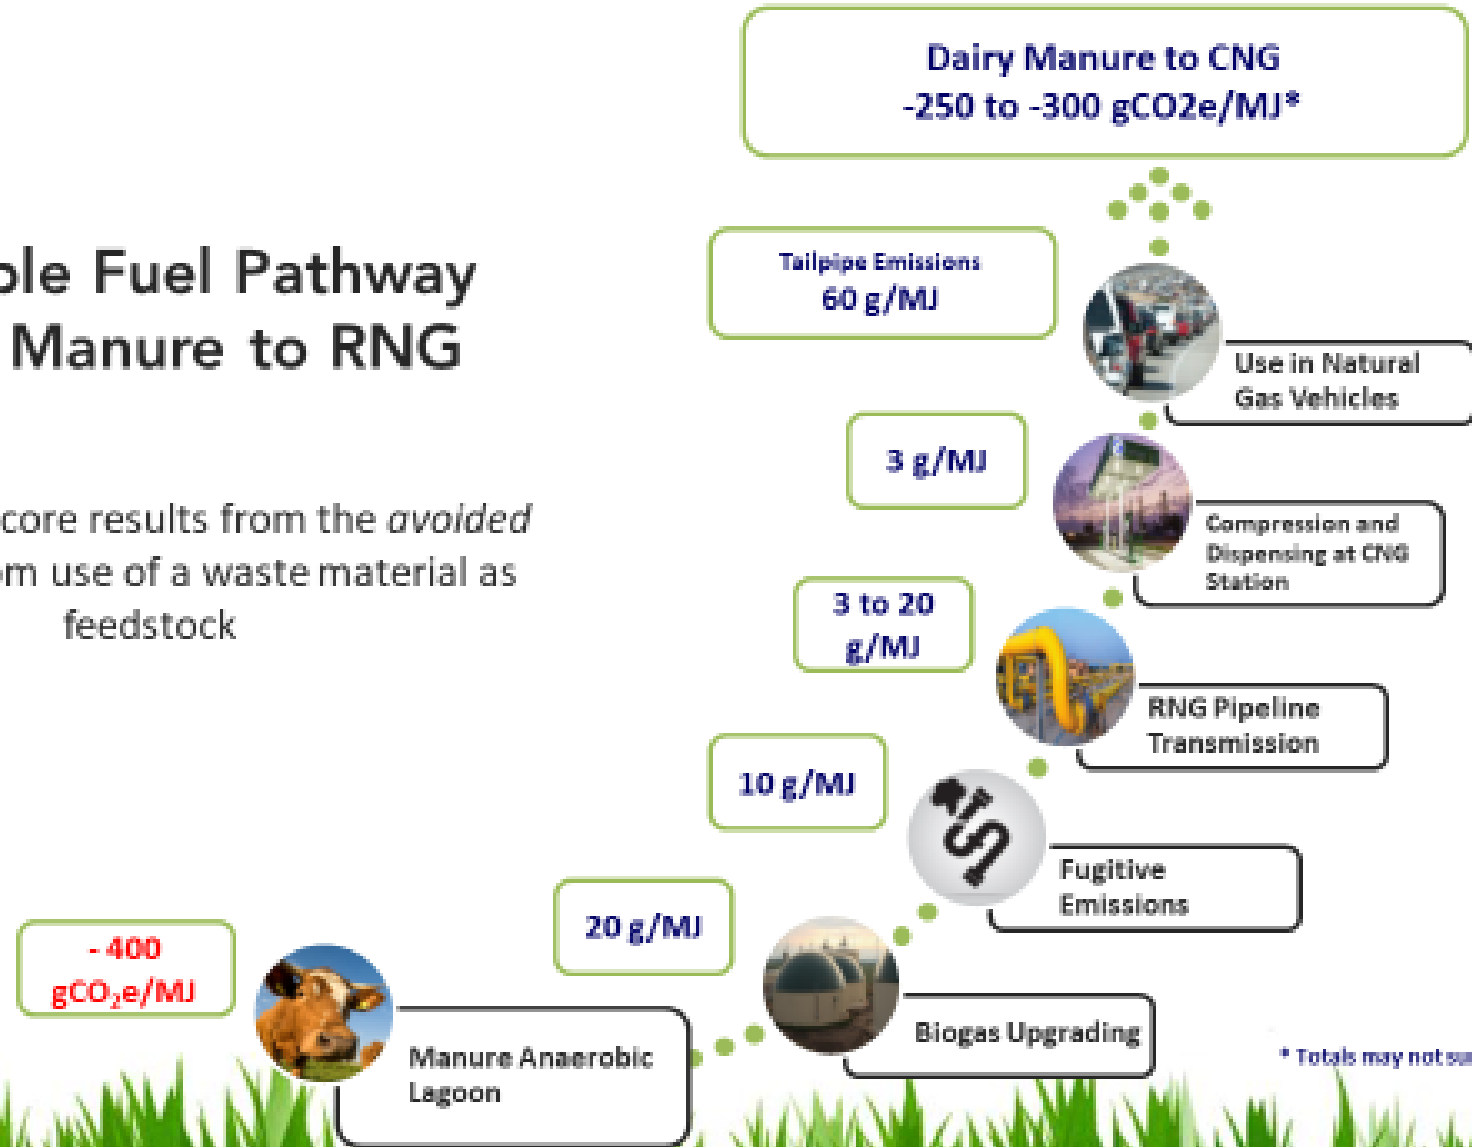 Dairy Manure to CNG
-250 to -300 gCO2e/MJ*
Tailpipe Emissions
60 g/MJ
Fuel Pathway
Manure to RNG
Use in Natural
Gas Vehicles
3 g/MJ
Compression and
Dispensing at CNG
Station
results from the avoided
use of a waste material as
feedstock
3 to 20
g/MJ
RNG Pipeline
Transmission
10 g/MJ
Fugitive
Emissions
20 g/MJ
Biogas Upgrading
- 400
gCO₂e/MJ
Manure Anaerobic
Lagoon
* Totals may not